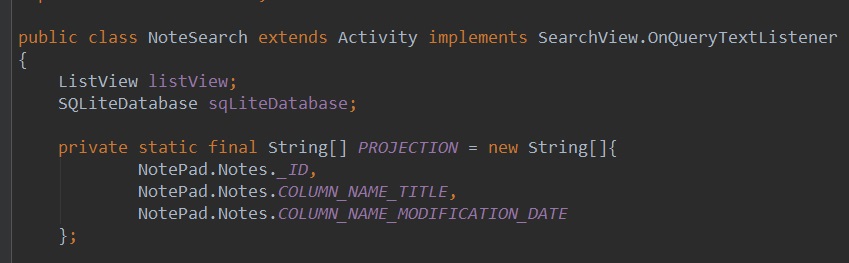 public class NoteSearch extends Activity implements SearchView.OnQueryTextListener
{
    ListView listView;
    SQLiteDatabase sqLiteDatabase;
    private static final String[] PROJECTION = new String[]{
            NotePad.Notes._ID,
            NotePad.Notes.COLUMN_NAME_TITLE,
            NotePad.Notes.COLUMN_NAME_MODIFICATION_DATE
    };